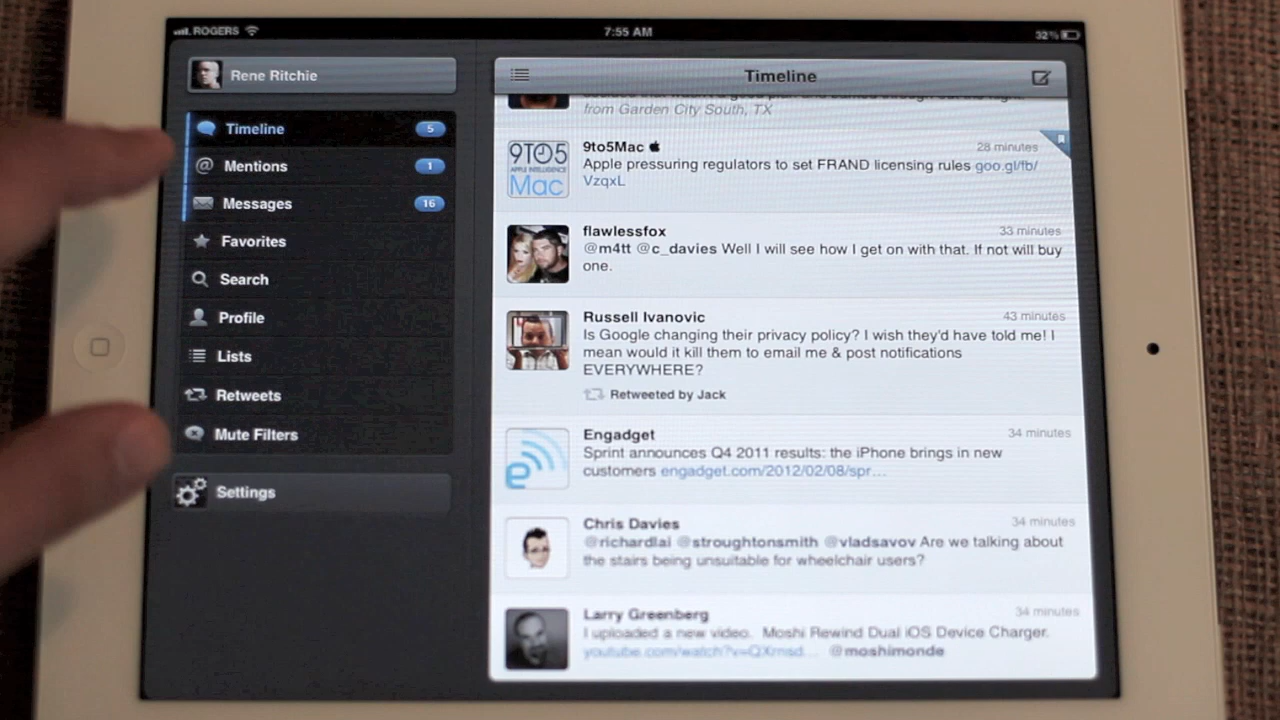 ROGERS
7:55 AM
32%
Rene Ritchie
Timeline 5
Mentions 1
Messages 16
Favorites
Search
Profile
Lists
Retweets
Mute Filters
Settings
Timeline
from Garden City South, TX
9TO5
APPLE INTELLIGENCE
Mac
9to5Mac 28 minutes
Apple pressuring regulators to set FRAND licensing rules goo.gl/fb/
VzqxL
flawlessfox 33 minutes
@m4tt @c_davies Well I will see how I get on with that. If not will buy
one.
Russell Ivanovic 43 minutes
Is Google changing their privacy policy? I wish they'd have told me! I
mean would it kill them to email me & post notifications
EVERYWHERE?
Retweeted by Jack
e
Engadget 34 minutes
Sprint announces Q4 2011 results: the iPhone brings in new
customers engadget.com/2012/02/08/spr...
Chris Davies 34 minutes
@richardlai @stroughtonsmith @vladsavov Are we talking about
the stairs being unsuitable for wheelchair users?
Larry Greenberg 34 minutes
I uploaded a new video. Moshi Rewind Dual iOS Device Charger.
@moshimonde